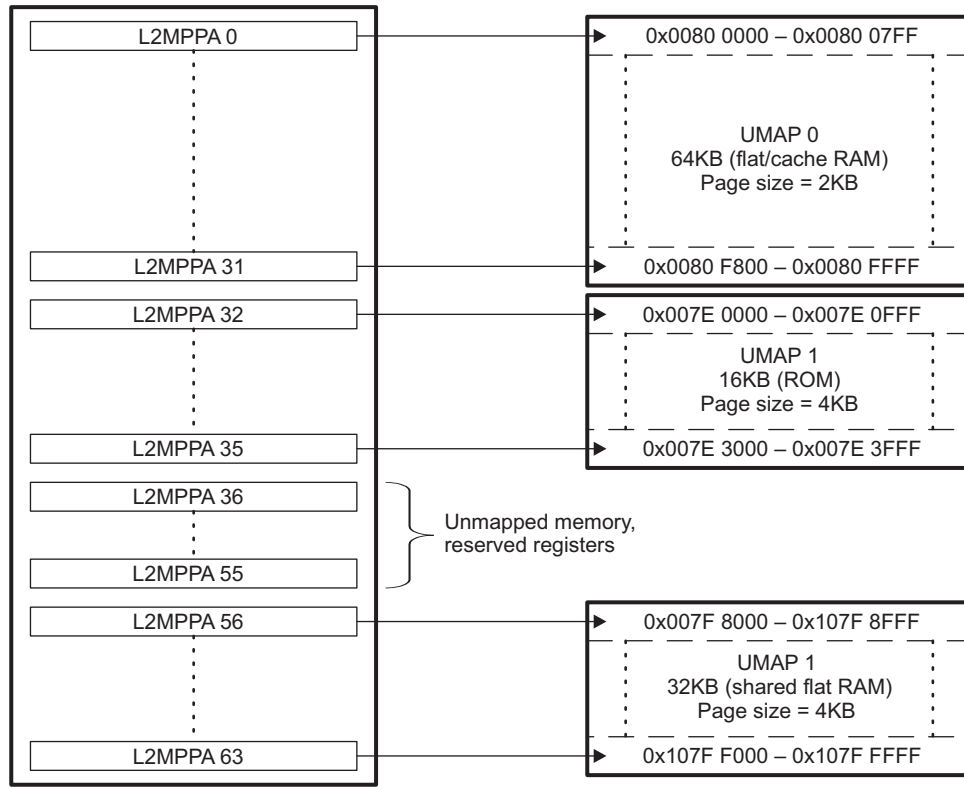 L2MPPA 0
0x0080 0000 – 0x0080 07FF
UMAP 0
64KB (flat/cache RAM)
Page size = 2KB
L2MPPA 31
0x0080 F800 – 0x0080 FFFF
L2MPPA 32
0x007E 0000 – 0x007E 0FFF
UMAP 1
16KB (ROM)
Page size = 4KB
L2MPPA 35
0x007E 3000 – 0x007E 3FFF
L2MPPA 36
Unmapped memory,
reserved registers
L2MPPA 55
L2MPPA 56
0x007F 8000 – 0x107F 8FFF
UMAP 1
32KB (shared flat RAM)
Page size = 4KB
L2MPPA 63
0x107F F000 – 0x107F FFFF